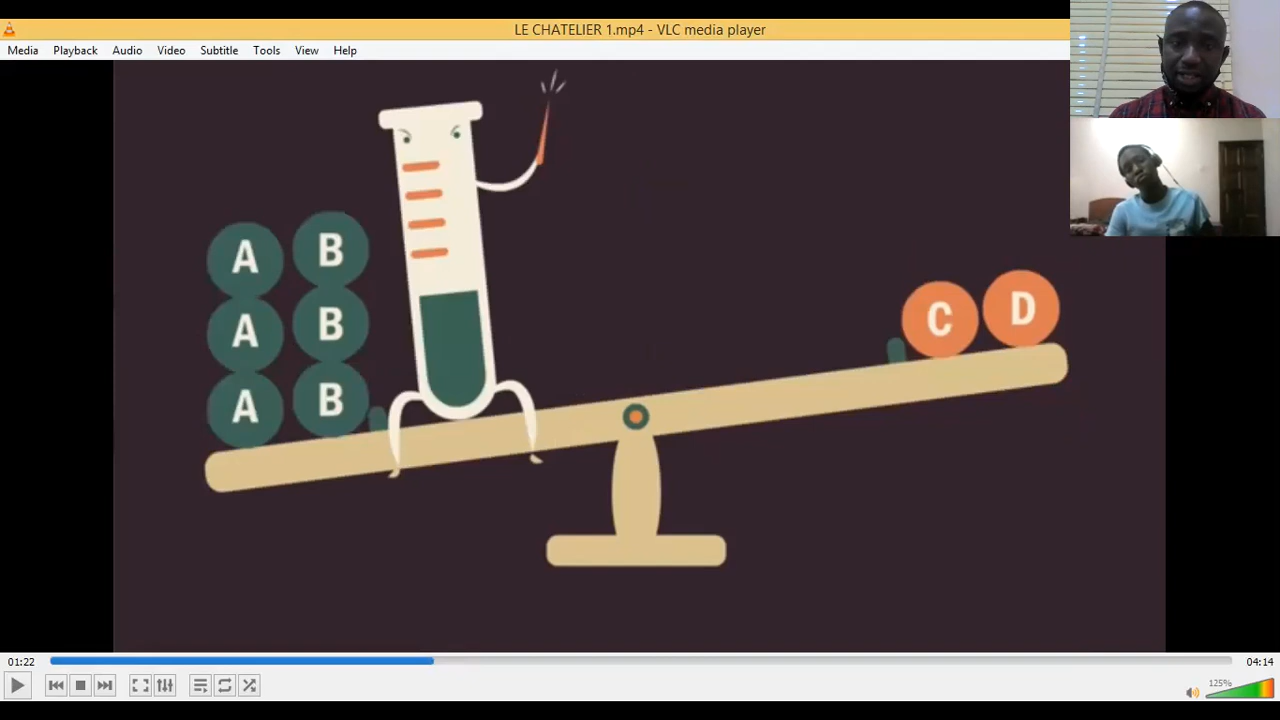 LE CHATELIER 1.mp4 - VLC media player
Media Playback Audio Video Subtitle Tools View Help
A B C D
A B
A B
01:22 04:14
125%